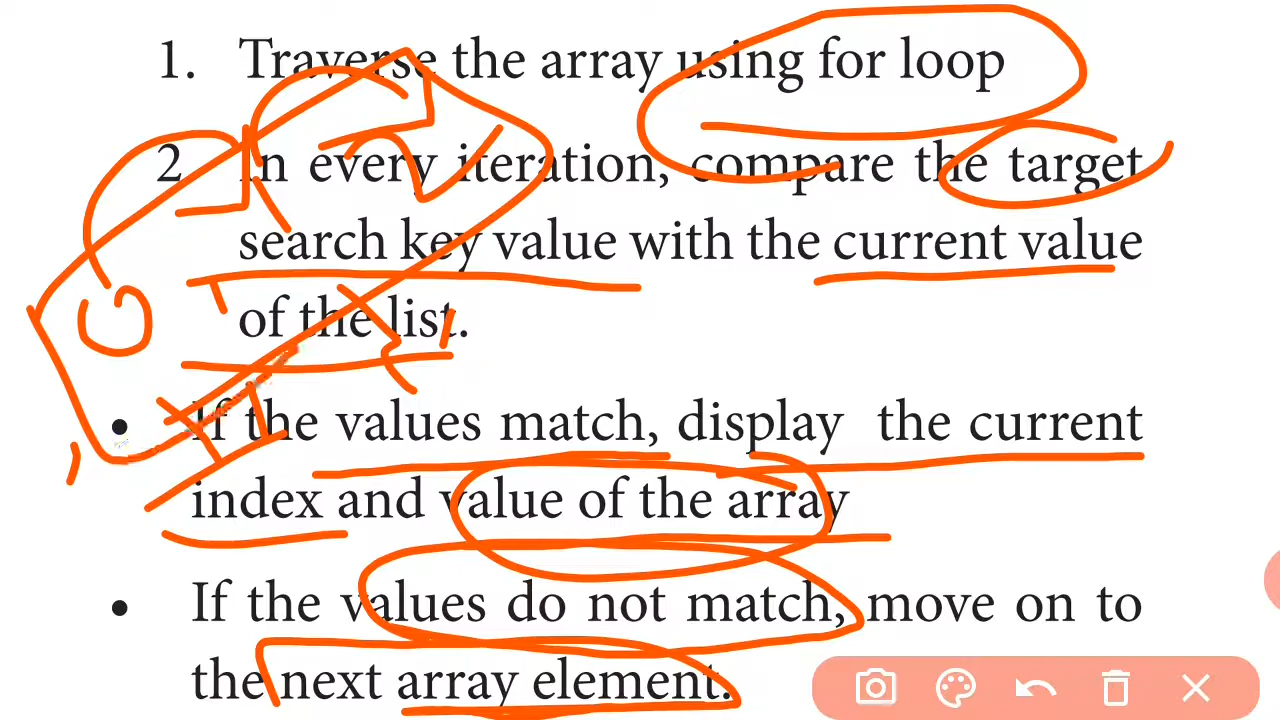 1. Traverse the array using for loop
2 In every iteration, compare the target
search key value with the current value
of the list.
• If the values match, display the current
index and value of the array
• If the values do not match, move on to
the next array element.